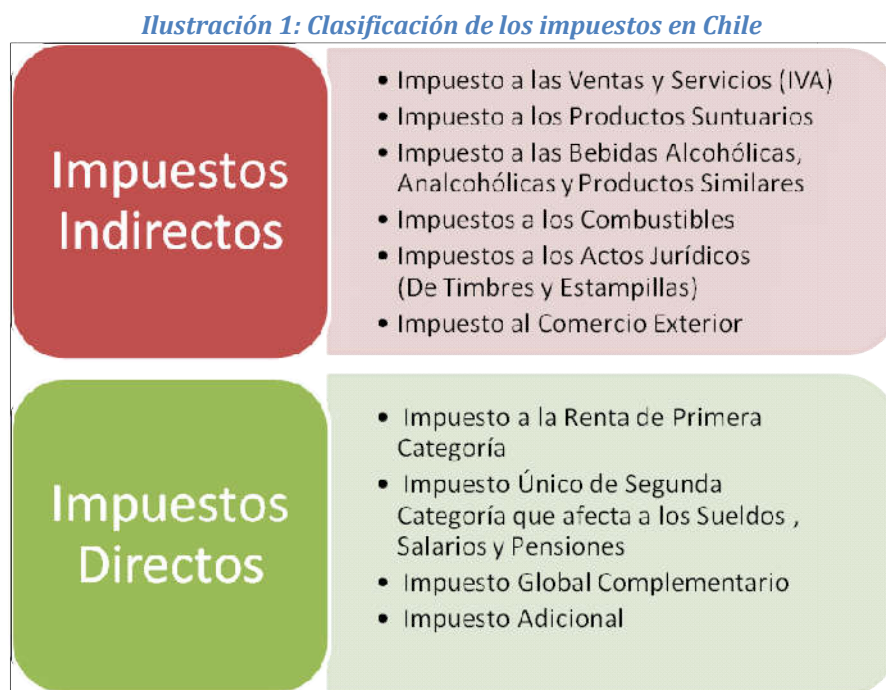 Ilustración 1: Clasificación de los impuestos en Chile
Impuestos
Indirectos
• Impuesto a las Ventas y Servicios (IVA)
• Impuesto a los Productos Suntuarios
• Impuesto a las Bebidas Alcohólicas,
Analcohólicas y Productos Similares
• Impuestos a los Combustibles
• Impuestos a los Actos Jurídicos
(De Timbres y Estampillas)
• Impuesto al Comercio Exterior
Impuestos
Directos
• Impuesto a la Renta de Primera
Categoría
• Impuesto Único de Segunda
Categoría que afecta a los Sueldos ,
Salarios y Pensiones
• Impuesto Global Complementario
• Impuesto Adicional